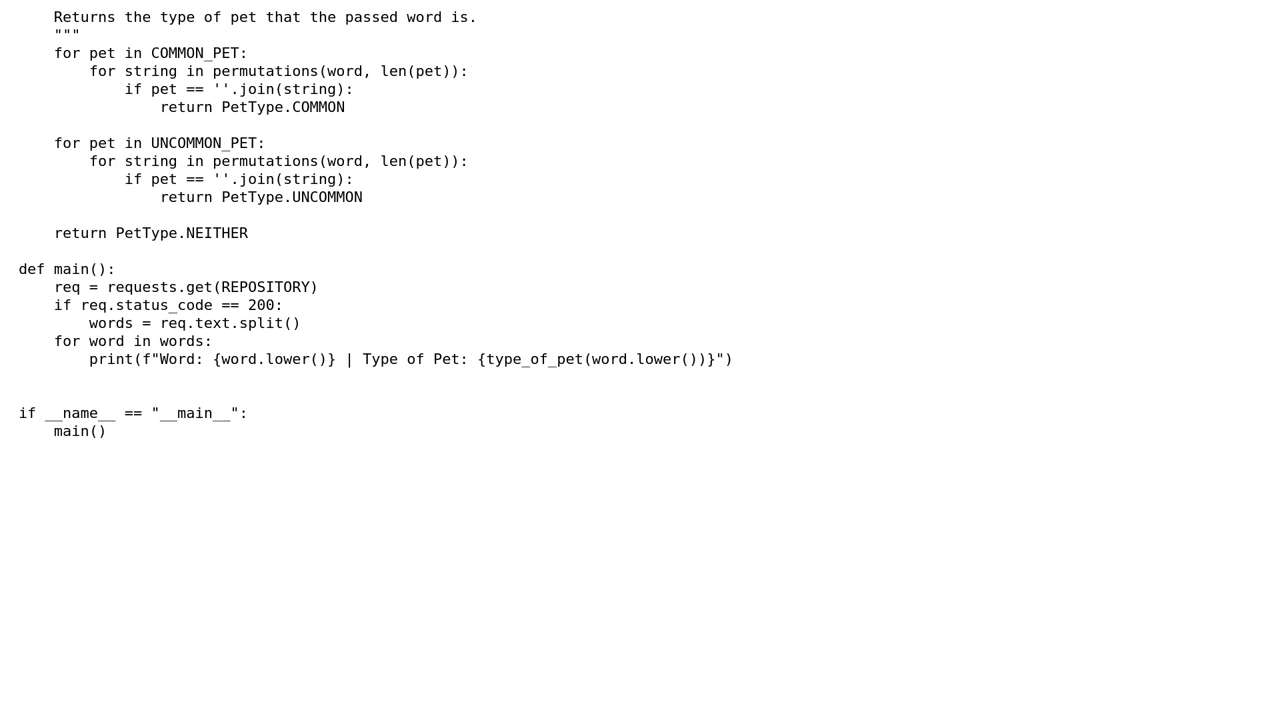 Returns the type of pet that the passed word is.
    """
    for pet in COMMON_PET:
        for string in permutations(word, len(pet)):
            if pet == ''.join(string):
                return PetType.COMMON

    for pet in UNCOMMON_PET:
        for string in permutations(word, len(pet)):
            if pet == ''.join(string):
                return PetType.UNCOMMON

    return PetType.NEITHER

def main():
    req = requests.get(REPOSITORY)
    if req.status_code == 200:
        words = req.text.split()
    for word in words:
        print(f"Word: {word.lower()} | Type of Pet: {type_of_pet(word.lower())}")


if __name__ == "__main__":
    main()